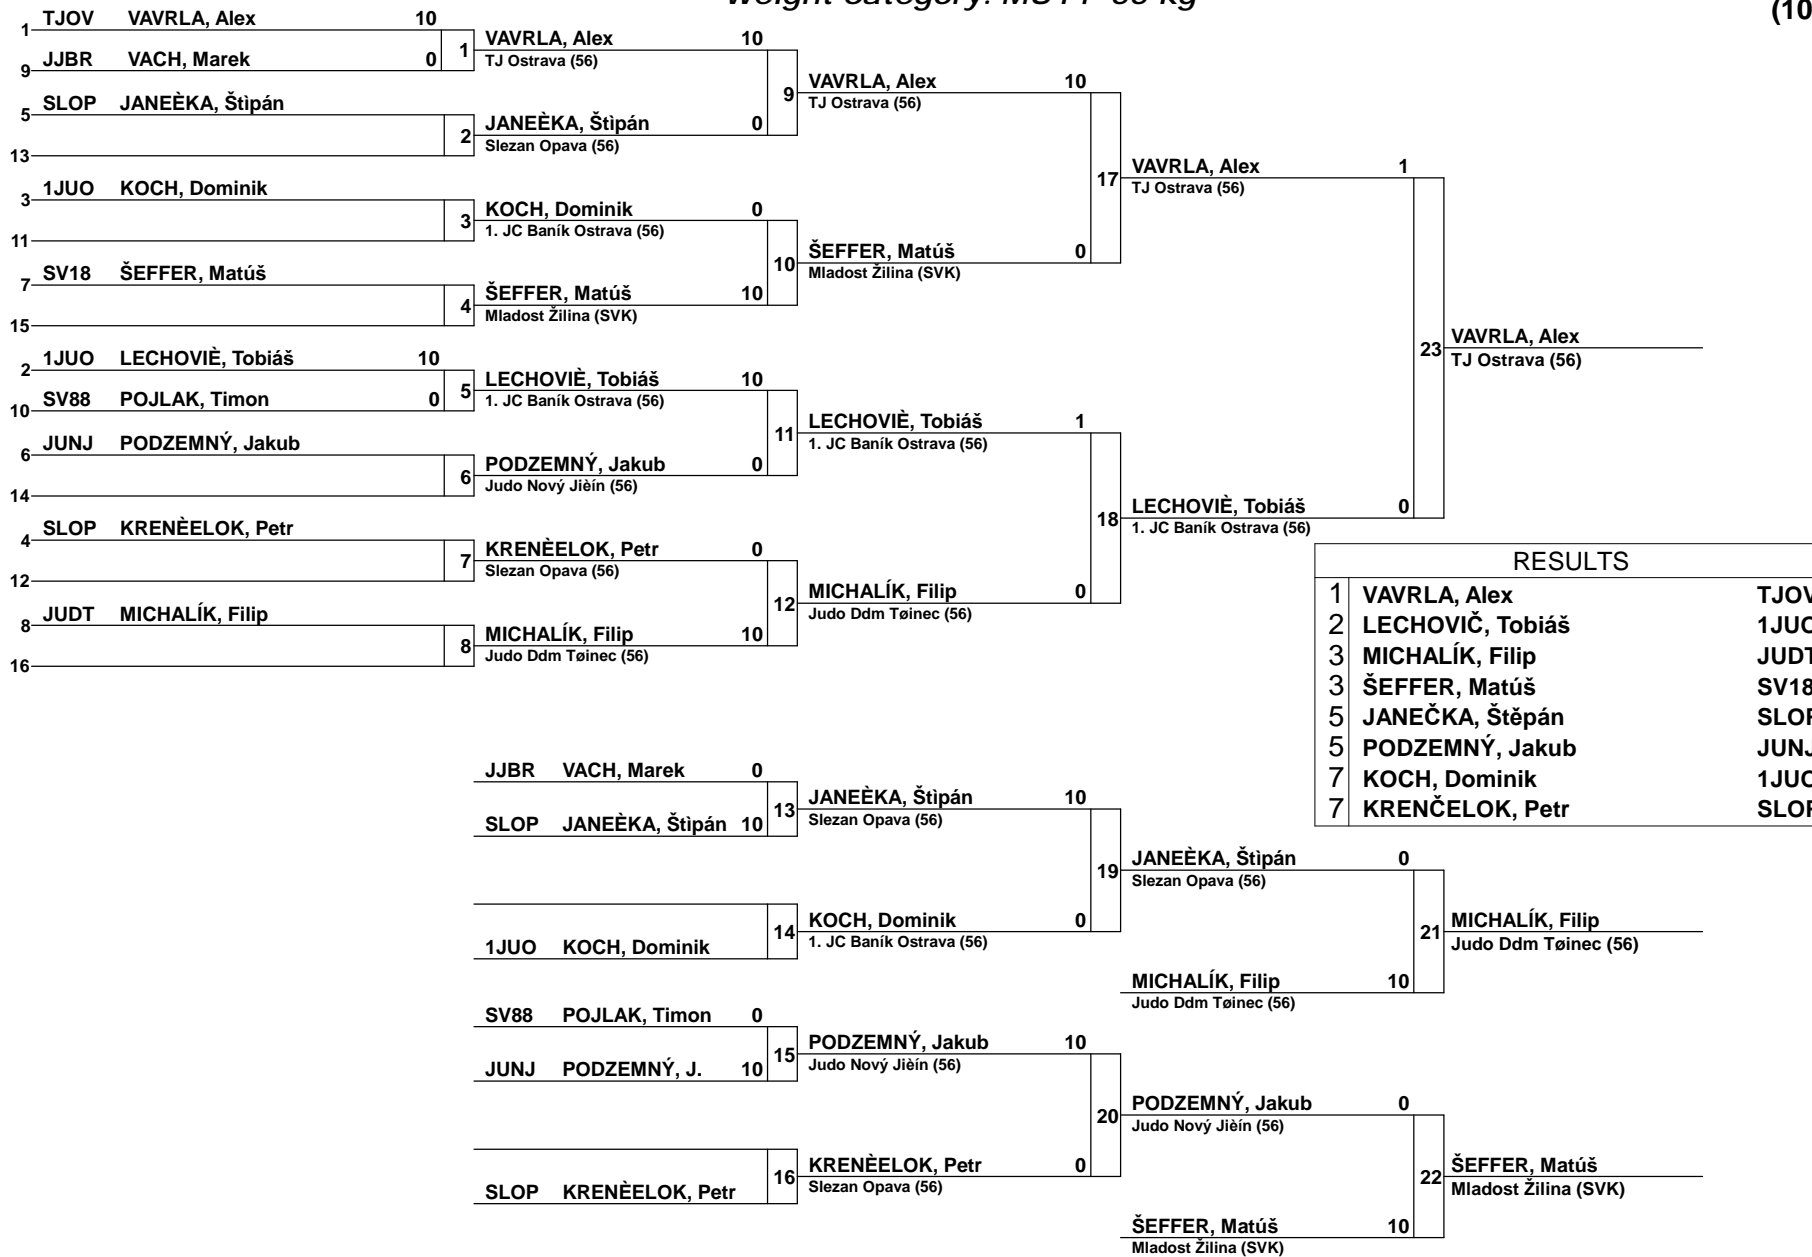 (10
1 TJOV VAVRLA, Alex 10
9 JJBR VACH, Marek 0
1
5 SLOP JANEÈKA, Štìpán
13
2
3 1JUO KOCH, Dominik
11
3
7 SV18 ŠEFFER, Matúš
15
4
2 1JUO LECHOVIÈ, Tobiáš 10
10 SV88 POJLAK, Timon 0
5
6 JUNJ PODZEMNÝ, Jakub
14
6
4 SLOP KRENÈELOK, Petr
12
7
8 JUDT MICHALÍK, Filip
16
8
VAVRLA, Alex 10
TJ Ostrava (56)
9
JANEÈKA, Štìpán 0
Slezan Opava (56)
KOCH, Dominik 0
1. JC Baník Ostrava (56)
10
ŠEFFER, Matúš 10
Mladost Žilina (SVK)
LECHOVIÈ, Tobiáš 10
1. JC Baník Ostrava (56)
11
PODZEMNÝ, Jakub 0
Judo Nový Jièín (56)
KRENÈELOK, Petr 0
Slezan Opava (56)
12
MICHALÍK, Filip 10
Judo Ddm Tøinec (56)
VAVRLA, Alex 10
TJ Ostrava (56)
17
ŠEFFER, Matúš 0
Mladost Žilina (SVK)
LECHOVIÈ, Tobiáš 1
1. JC Baník Ostrava (56)
18
MICHALÍK, Filip 0
Judo Ddm Tøinec (56)
VAVRLA, Alex 1
TJ Ostrava (56)
23
LECHOVIÈ, Tobiáš 0
1. JC Baník Ostrava (56)
VAVRLA, Alex
TJ Ostrava (56)
RESULTS
1 VAVRLA, Alex TJOV
2 LECHOVIČ, Tobiáš 1JUO
3 MICHALÍK, Filip JUDT
3 ŠEFFER, Matúš SV18
5 JANEČKA, Štěpán SLOP
5 PODZEMNÝ, Jakub JUNJ
7 KOCH, Dominik 1JUO
7 KRENČELOK, Petr SLOP
JJBR VACH, Marek 0
13
SLOP JANEÈKA, Štìpán 10
14
1JUO KOCH, Dominik
SV88 POJLAK, Timon 0
15
JUNJ PODZEMNÝ, J. 10
16
SLOP KRENÈELOK, Petr
JANEÈKA, Štìpán 10
Slezan Opava (56)
19
KOCH, Dominik 0
1. JC Baník Ostrava (56)
PODZEMNÝ, Jakub 10
Judo Nový Jièín (56)
20
KRENÈELOK, Petr 0
Slezan Opava (56)
JANEÈKA, Štìpán 0
Slezan Opava (56)
21
MICHALÍK, Filip 10
Judo Ddm Tøinec (56)
PODZEMNÝ, Jakub 0
Judo Nový Jièín (56)
22
ŠEFFER, Matúš 10
Mladost Žilina (SVK)
MICHALÍK, Filip
Judo Ddm Tøinec (56)
ŠEFFER, Matúš
Mladost Žilina (SVK)